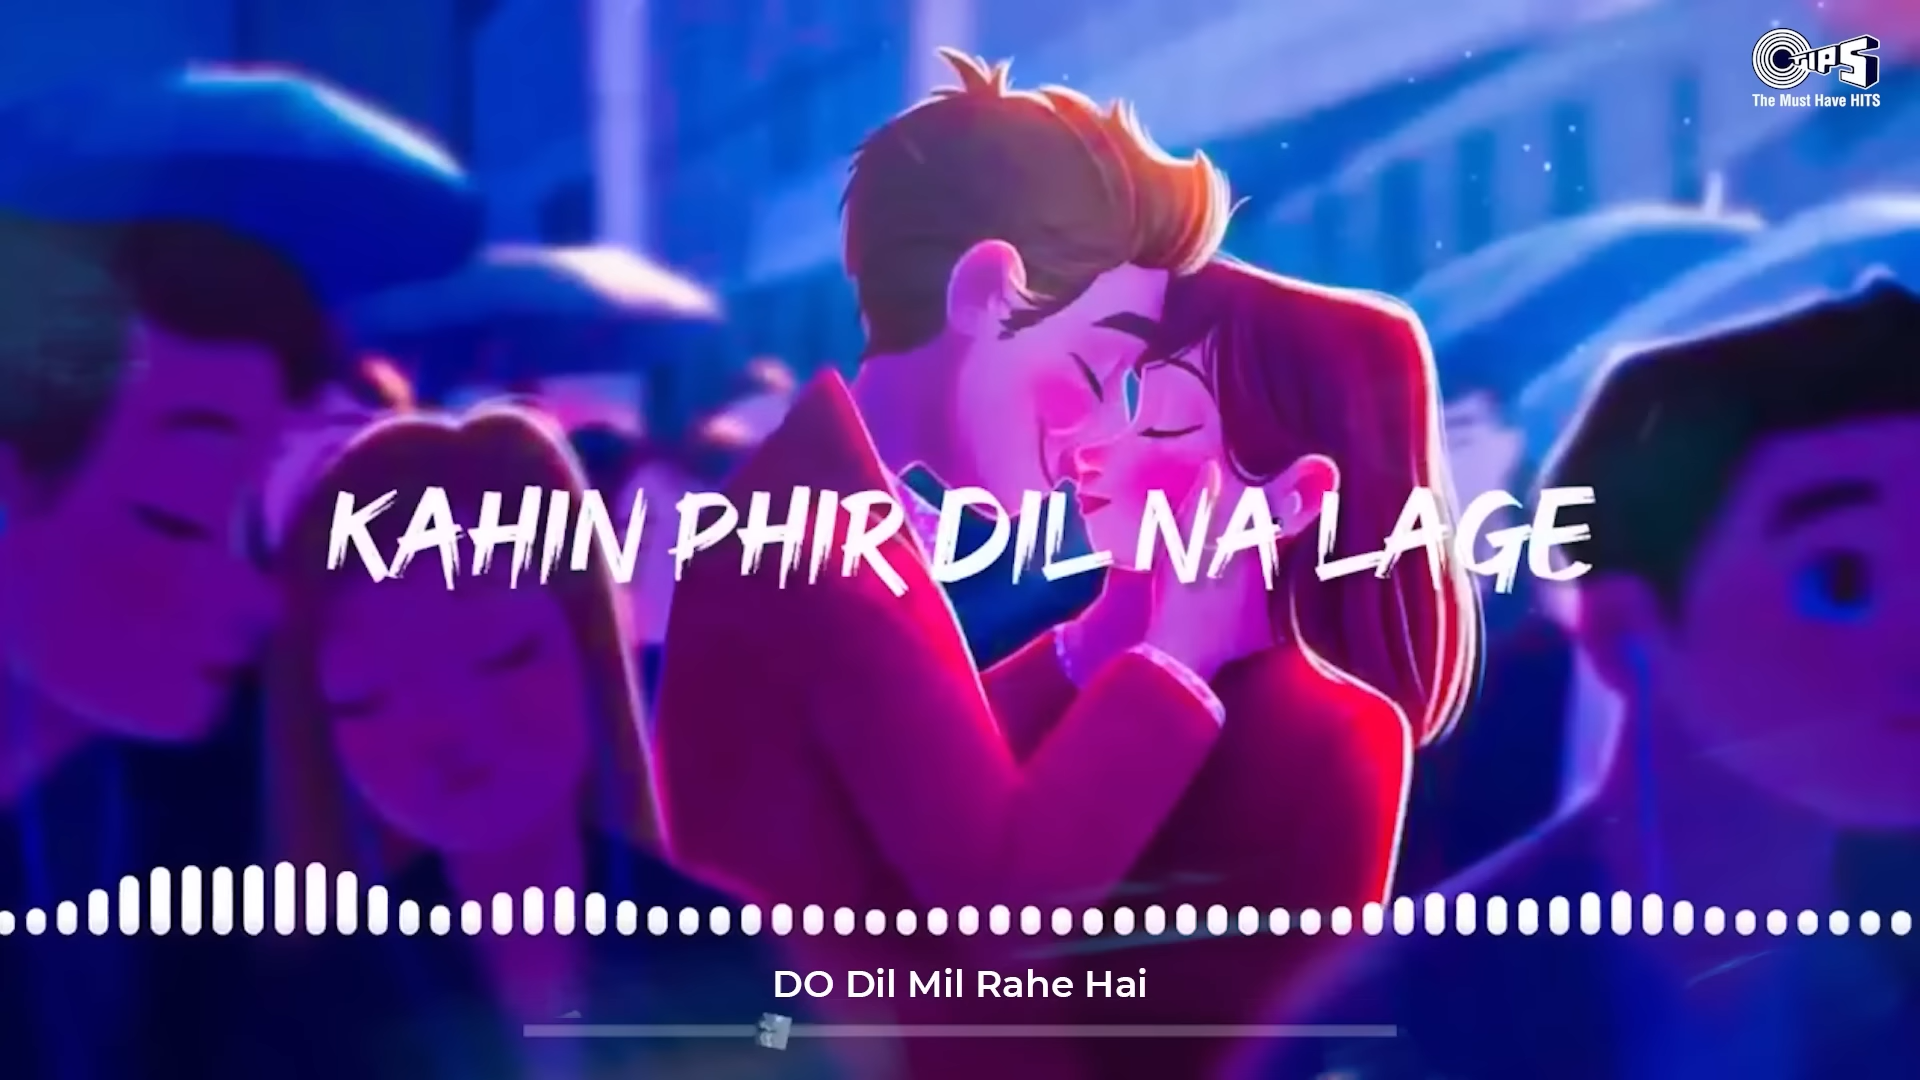 TIPS
The Must Have HITS
KAHIN PHIR DIL NA LAGE
DO Dil Mil Rahe Hai